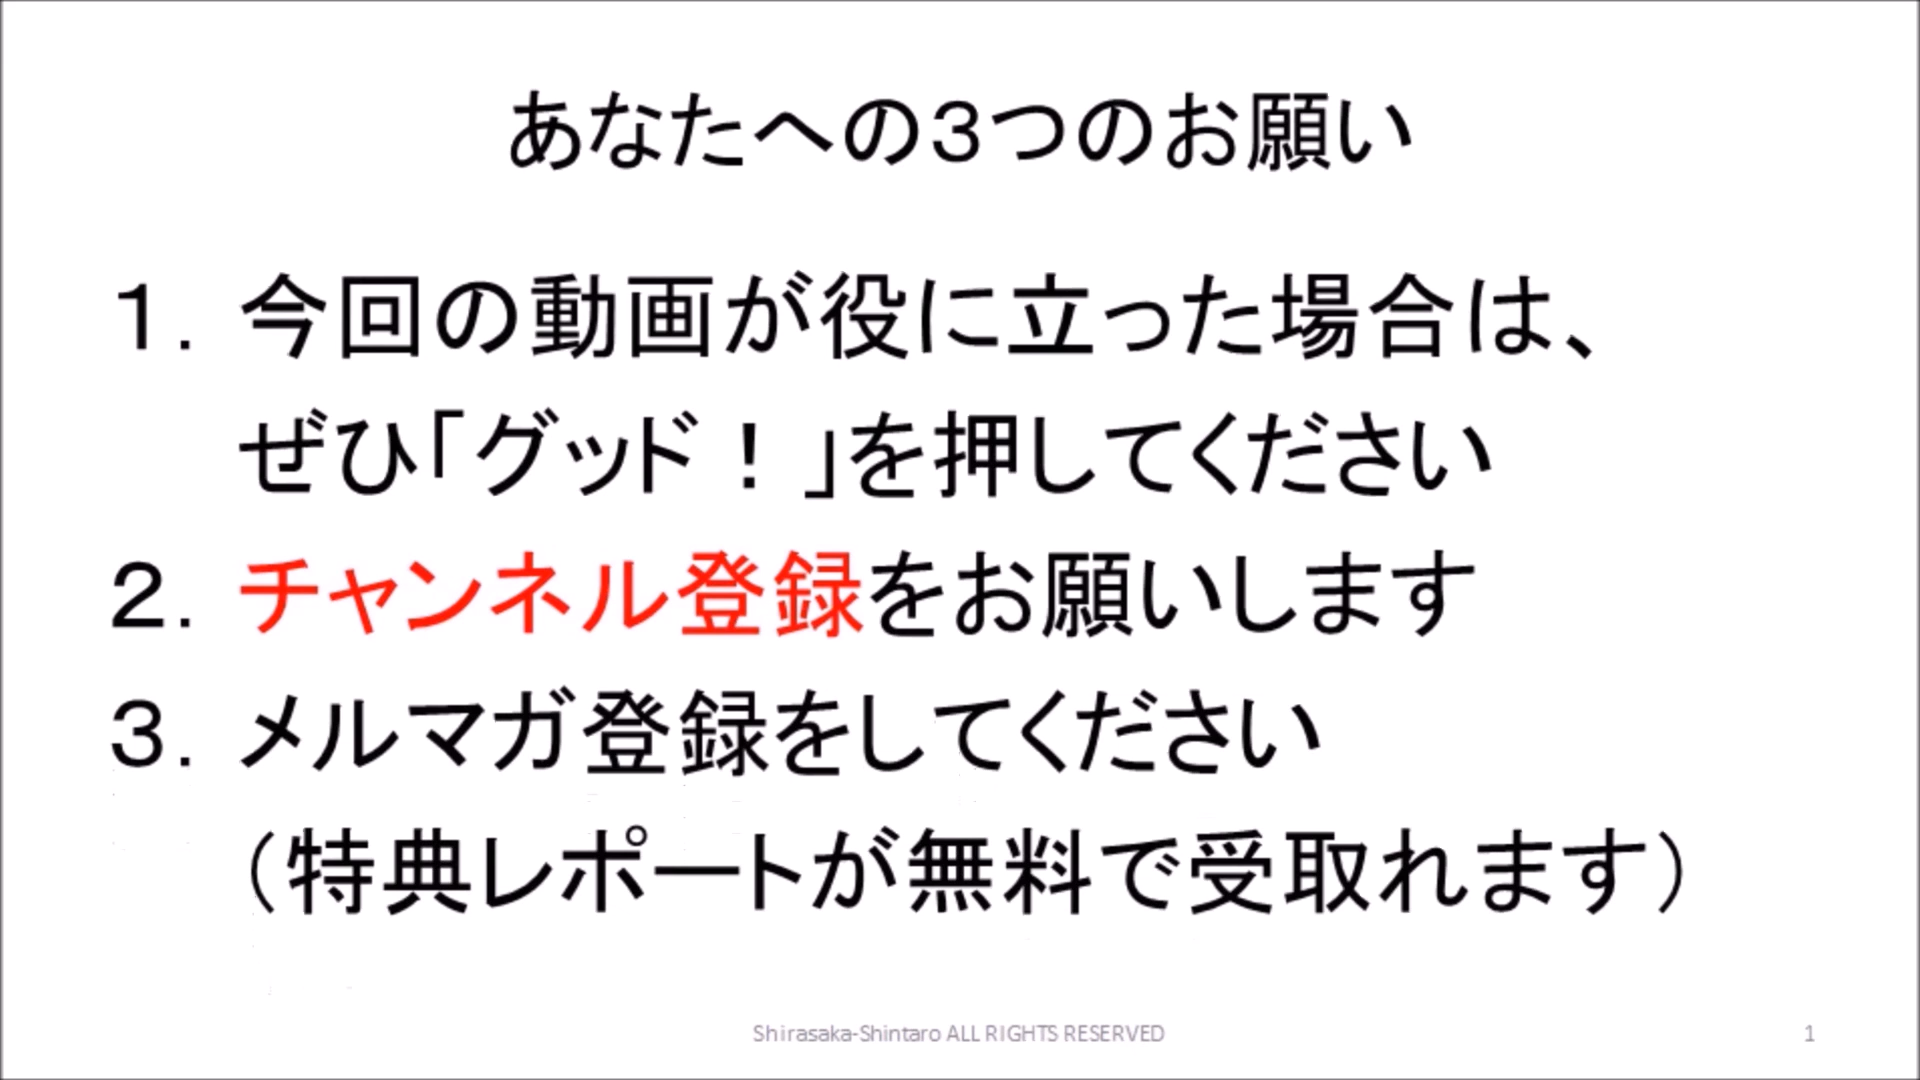 あなたへの3つのお願い
1. 今回の動画が役に立った場合は、
ぜひ「グッド！」を押してください
2. チャンネル登録をお願いします
3. メルマガ登録をしてください
（特典レポートが無料で受取れます）
Shirasaka-Shintaro ALL RIGHTS RESERVED
1